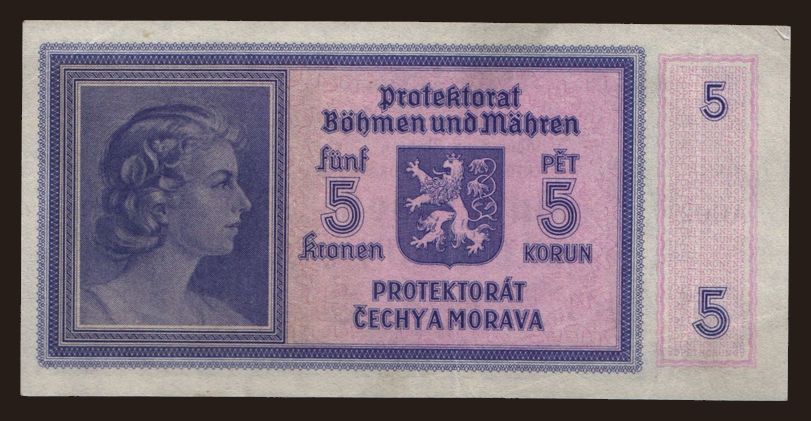 Protektorat
Böhmen und Mähren
fünf
PĚT
5
5
Kronen
KORUN
PROTEKTORÁT
ČECHY A MORAVA
5
5